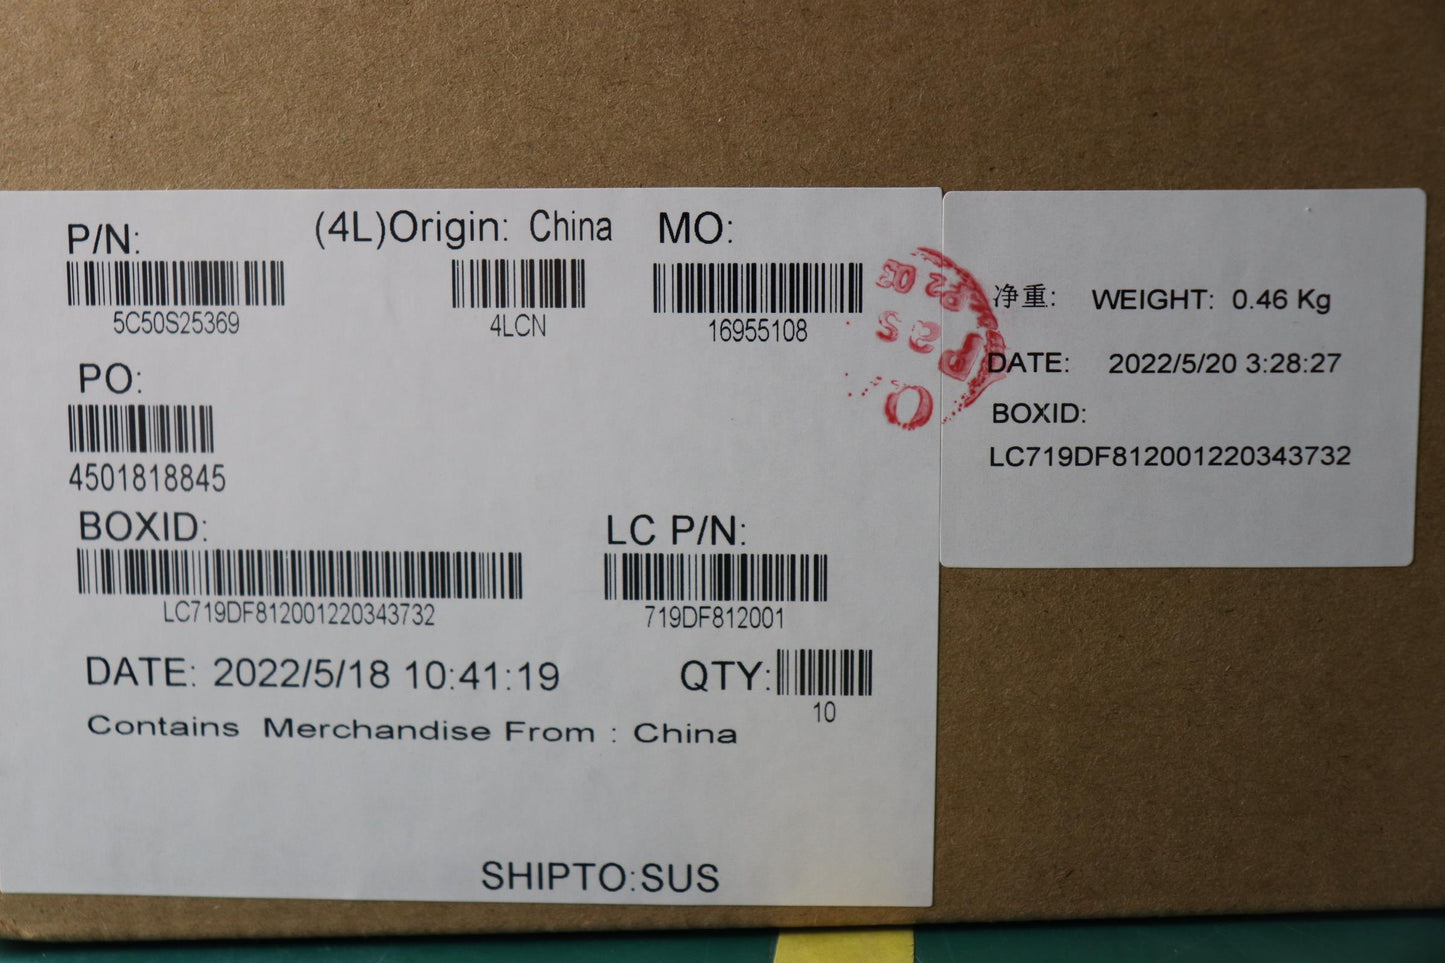 P/N:
(4L)Origin: China
MO:
5C50S25369
4LCN
16955108
PO:
4501818845
BOXID:
LC P/N:
LC719DF812001220343732
719DF812001
DATE: 2022/5/18 10:41:19
QTY:
10
Contains Merchandise From : China
SHIPTO:SUS
净重: WEIGHT: 0.46 Kg
DATE: 2022/5/20 3:28:27
BOXID:
LC719DF812001220343732